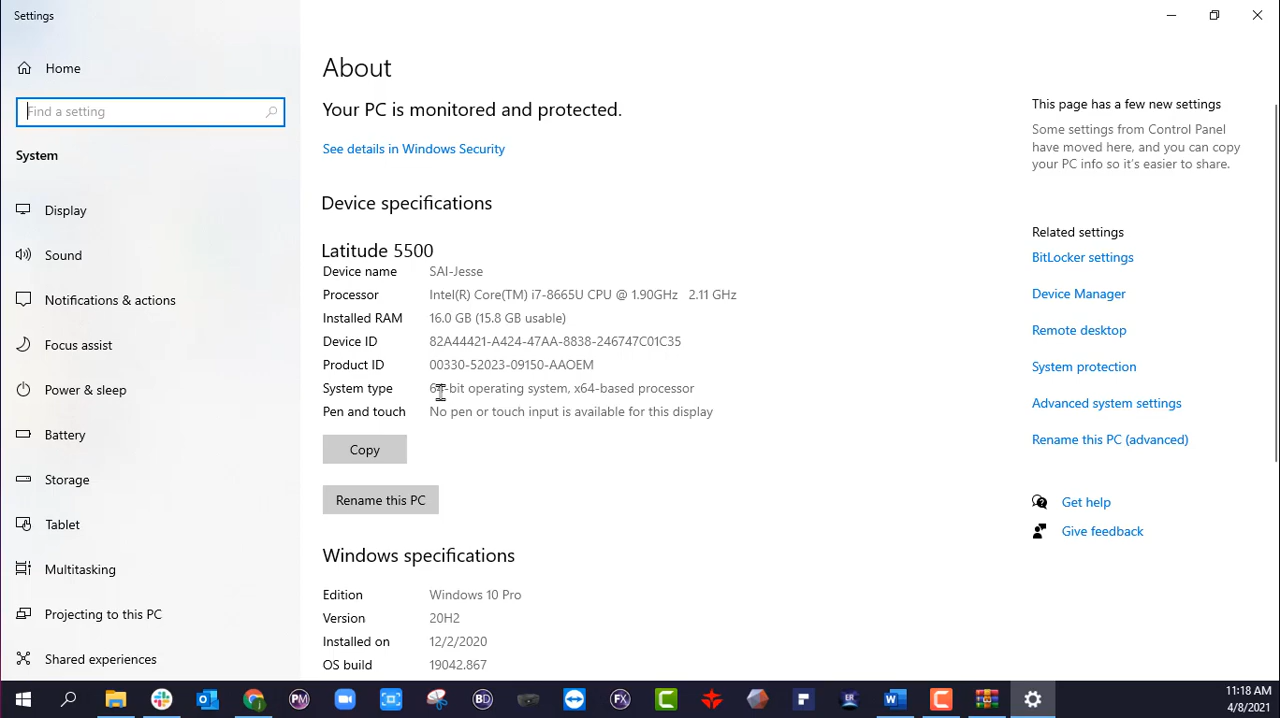 Settings
Home
Find a setting
System
Display
Sound
Notifications & actions
Focus assist
Power & sleep
Battery
Storage
Tablet
Multitasking
Projecting to this PC
Shared experiences
About
Your PC is monitored and protected.
See details in Windows Security
Device specifications
Latitude 5500
Device name SAI-Jesse
Processor Intel(R) Core(TM) i7-8665U CPU @ 1.90GHz 2.11 GHz
Installed RAM 16.0 GB (15.8 GB usable)
Device ID 82A44421-A424-47AA-8838-246747C01C35
Product ID 00330-52023-09150-AAOEM
System type 64-bit operating system, x64-based processor
Pen and touch No pen or touch input is available for this display
Copy
Rename this PC
Windows specifications
Edition Windows 10 Pro
Version 20H2
Installed on 12/2/2020
OS build 19042.867
This page has a few new settings
Some settings from Control Panel
have moved here, and you can copy
your PC info so it's easier to share.
Related settings
BitLocker settings
Device Manager
Remote desktop
System protection
Advanced system settings
Rename this PC (advanced)
Get help
Give feedback
PM
BD
FX
C
F
ER
W
C
11:18 AM
4/8/2021